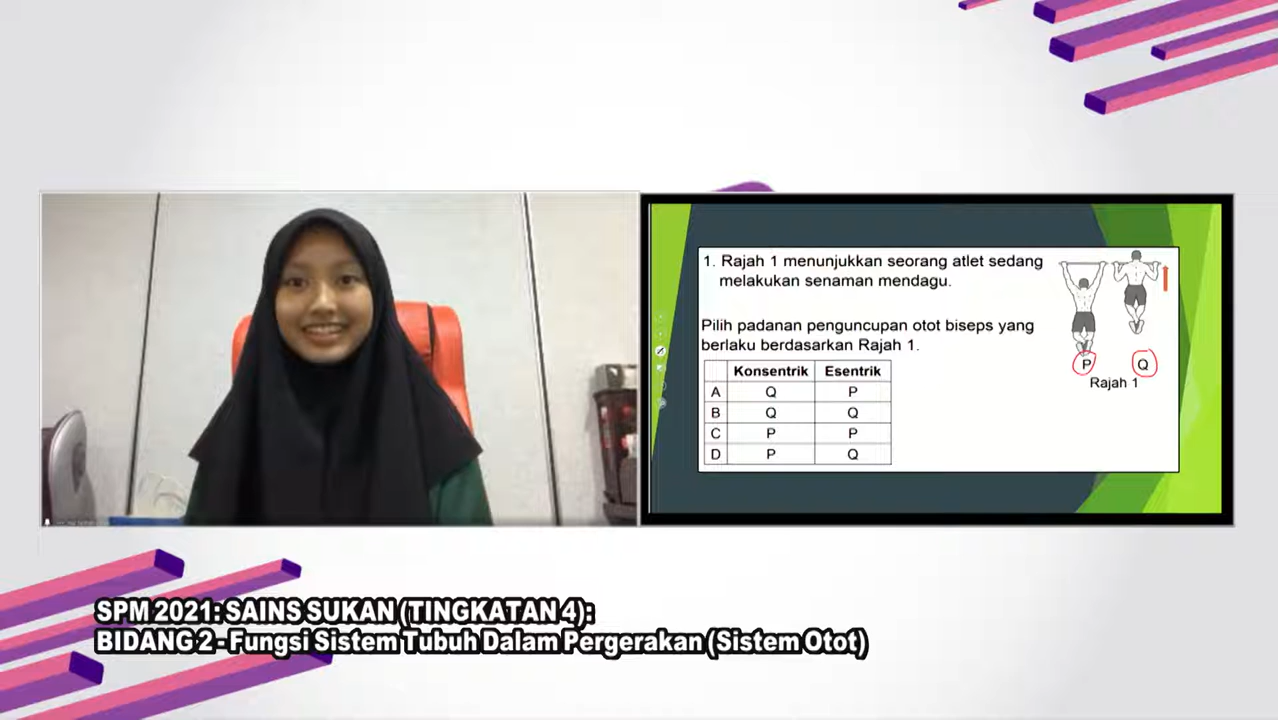 1. Rajah 1 menunjukkan seorang atlet sedang
melakukan senaman mendagu.
Pilih padanan penguncupan otot biseps yang
berlaku berdasarkan Rajah 1.
Konsentrik Esentrik
A Q P
B Q Q
C P P
D P Q
P Q
Rajah 1
SPM 2021: SAINS SUKAN (TINGKATAN 4):
BIDANG 2 - Fungsi Sistem Tubuh Dalam Pergerakan (Sistem Otot)